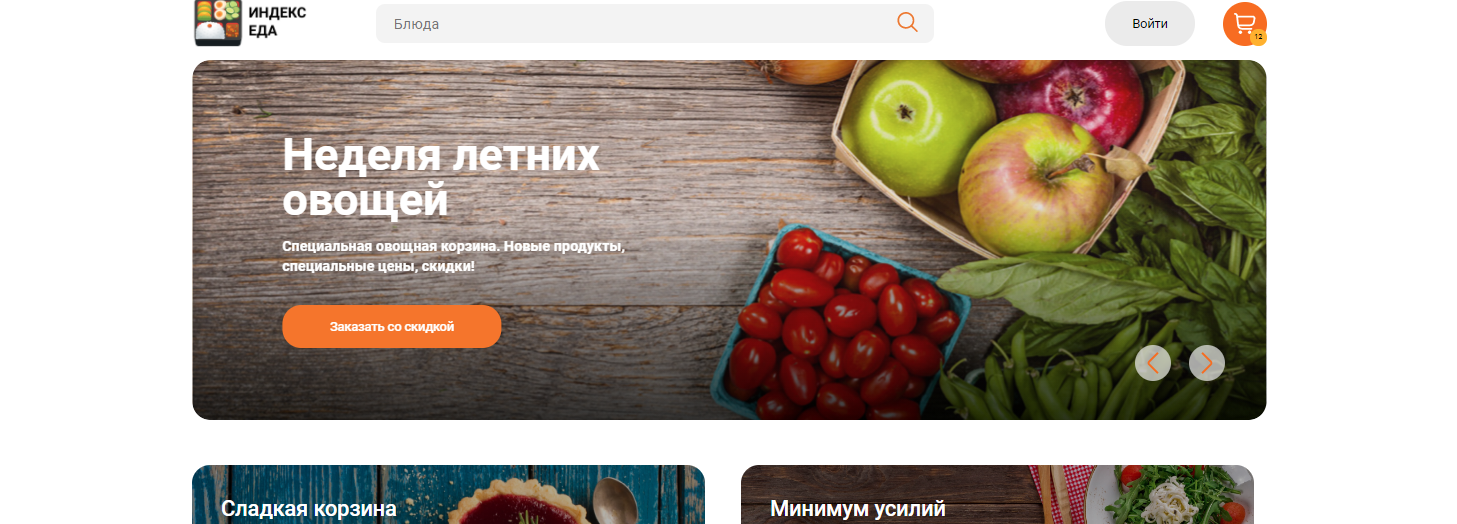 ИНДЕКС
ЕДА
Блюда
Войти
12
Неделя летних
овощей
Специальная овощная корзина. Новые продукты,
специальные цены, скидки!
Заказать со скидкой
Сладкая корзина
Минимум усилий